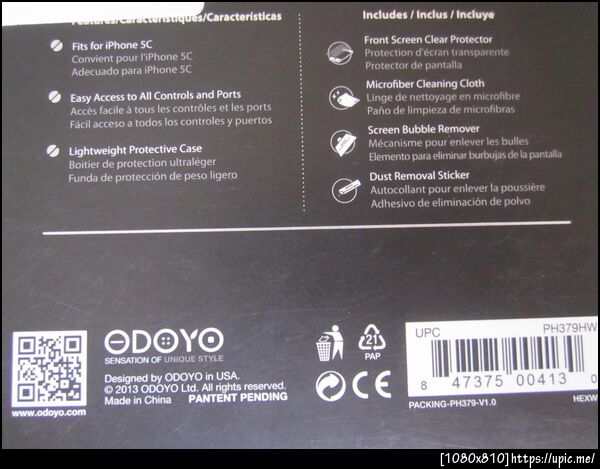 Features/Caractéristiques/Características
Fits for iPhone 5C
Convient pour l'iPhone 5C
Adecuado para iPhone 5C
Easy Access to All Controls and Ports
Accès facile à tous les contrôles et les ports
Fácil acceso a todos los controles y puertos
Lightweight Protective Case
Boitier de protection ultraléger
Funda de protección de peso ligero
Includes / Inclus / Incluye
Front Screen Clear Protector
Protection d'écran transparente
Protector de pantalla
Microfiber Cleaning Cloth
Linge de nettoyage en microfibre
Paño de limpieza de microfibras
Screen Bubble Remover
Mécanisme pour enlever les bulles
Elemento para eliminar burbujas de la pantalla
Dust Removal Sticker
Autocollant pour enlever la poussière
Adhesivo de eliminación de polvo
www.odoyo.com
ODOYO
SENSATION OF UNIQUE STYLE
Designed by ODOYO in USA.
© 2013 ODOYO Ltd. All rights reserved.
Made in China PANTENT PENDING
21
PAP
CE
UPC PH379HW
8 47375 00413 0
PACKING-PH379-V1.0 HEXW
[1080x810]https://upic.me/